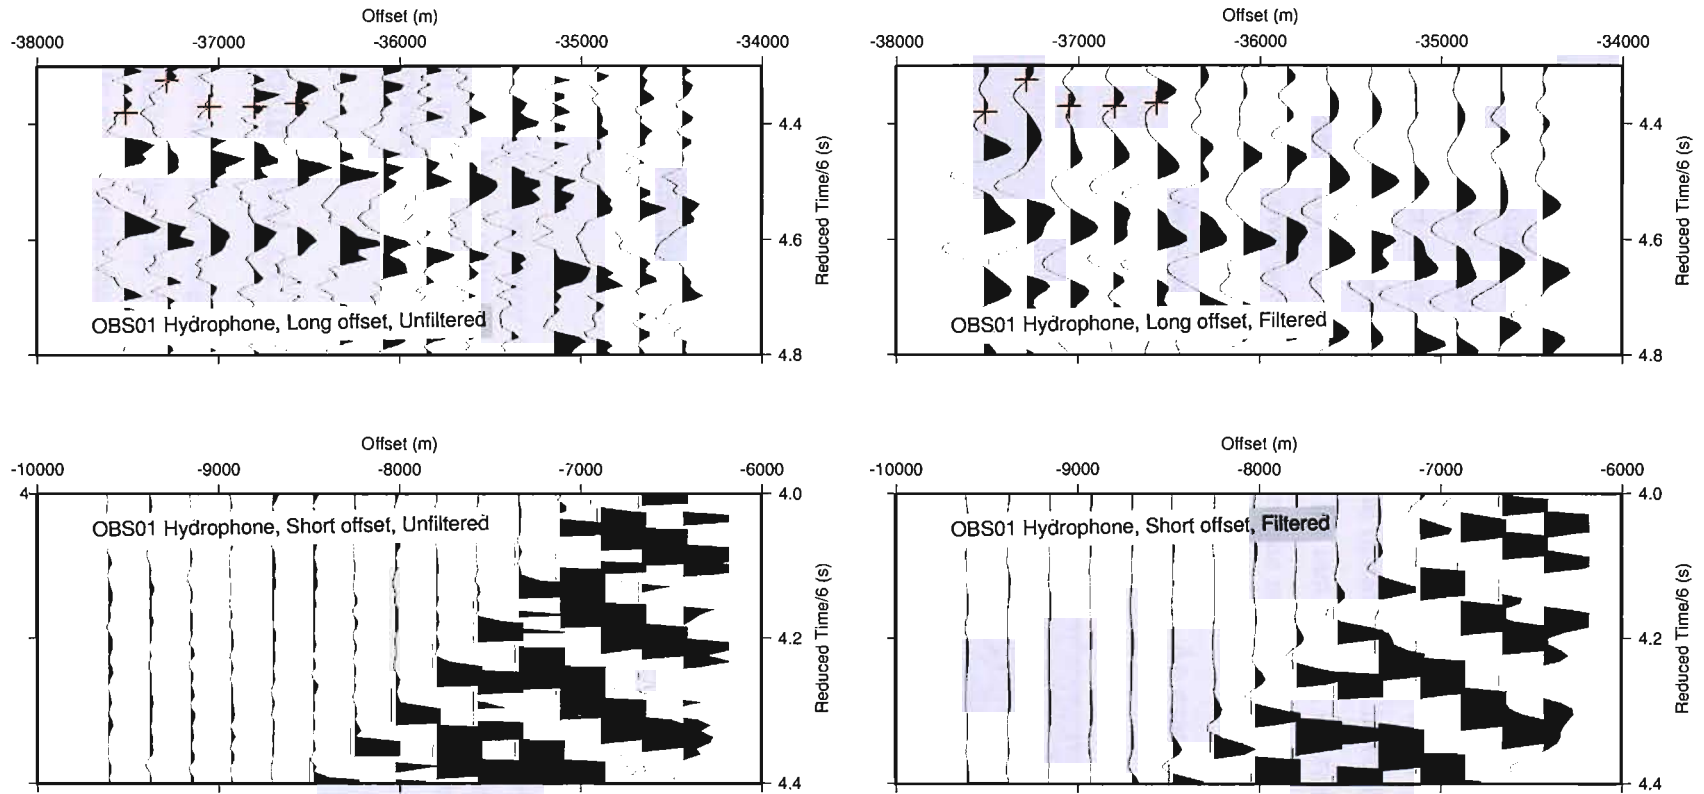 Offset (m)
-38000 -37000 -36000 -35000 -34000
4.4
4.6
4.8
Reduced Time/6 (s)
OBS01 Hydrophone, Long offset, Unfiltered
Offset (m)
-38000 -37000 -36000 -35000 -34000
4.4
4.6
4.8
Reduced Time/6 (s)
OBS01 Hydrophone, Long offset, Filtered
Offset (m)
-10000 -9000 -8000 -7000 -6000
4
4.0
4.2
4.4
Reduced Time/6 (s)
OBS01 Hydrophone, Short offset, Unfiltered
Offset (m)
-10000 -9000 -8000 -7000 -6000
4.0
4.2
4.4
Reduced Time/6 (s)
OBS01 Hydrophone, Short offset, Filtered